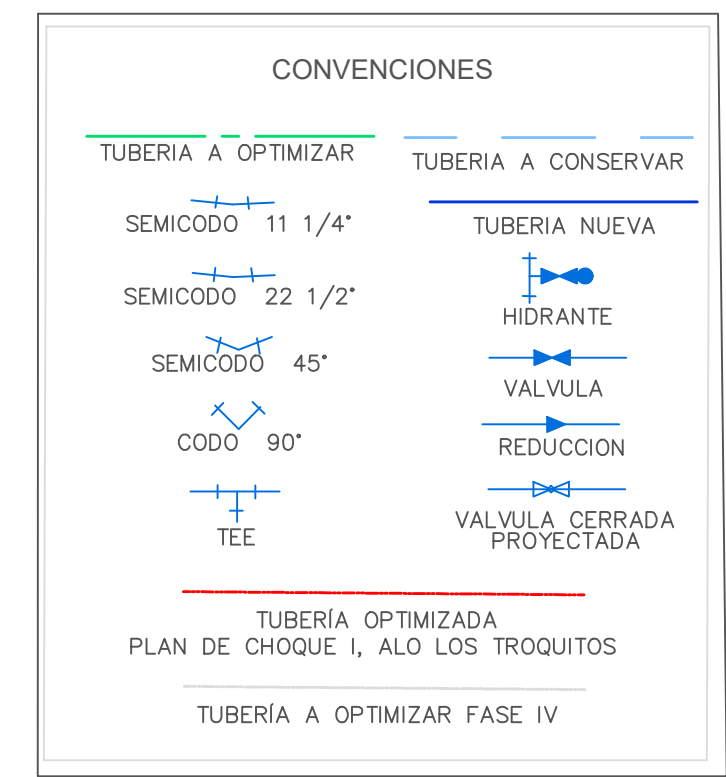 CONVENCIONES
TUBERIA A OPTIMIZAR
TUBERIA A CONSERVAR
SEMICODO 11 1/4°
TUBERIA NUEVA
SEMICODO 22 1/2°
HIDRANTE
SEMICODO 45°
VALVULA
CODO 90°
REDUCCION
TEE
VALVULA CERRADA
PROYECTADA
TUBERÍA OPTIMIZADA
PLAN DE CHOQUE I, ALO LOS TROQUITOS
TUBERÍA A OPTIMIZAR FASE IV